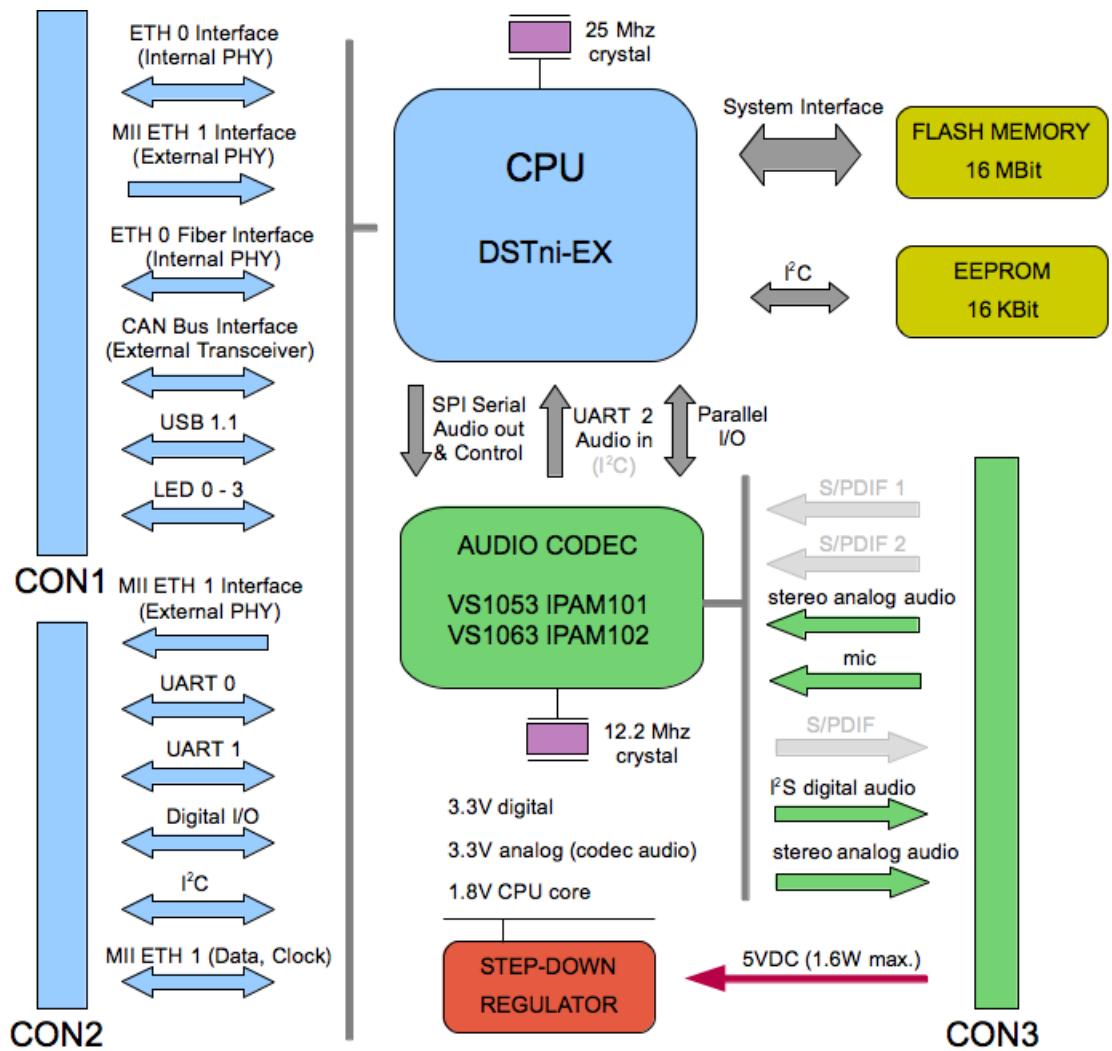 ETH 0 Interface
(Internal PHY)
MII ETH 1 Interface
(External PHY)
ETH 0 Fiber Interface
(Internal PHY)
CAN Bus Interface
(External Transceiver)
USB 1.1
LED 0 - 3
CON1
MII ETH 1 Interface
(External PHY)
UART 0
UART 1
Digital I/O
I²C
MII ETH 1 (Data, Clock)
CON2
25 Mhz
crystal
CPU
DSTni-EX
System Interface
FLASH MEMORY
16 MBit
I²C
EEPROM
16 KBit
SPI Serial
Audio out
& Control
UART 2
Audio in
(I²C)
Parallel
I/O
AUDIO CODEC
VS1053 IPAM101
VS1063 IPAM102
12.2 Mhz
crystal
S/PDIF 1
S/PDIF 2
stereo analog audio
mic
S/PDIF
I²S digital audio
stereo analog audio
3.3V digital
3.3V analog (codec audio)
1.8V CPU core
STEP-DOWN
REGULATOR
5VDC (1.6W max.)
CON3